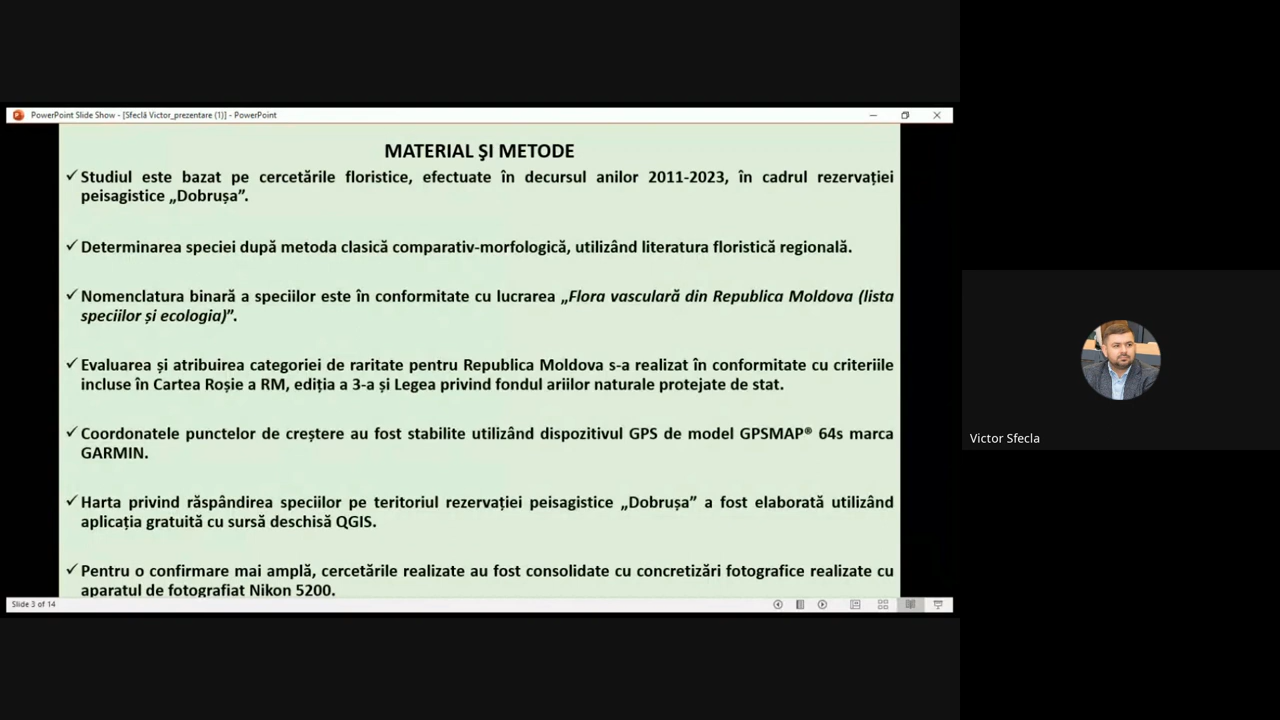 PowerPoint Slide Show - [Sfeclă Victor_prezentare (1)] - PowerPoint
MATERIAL ŞI METODE
✓ Studiul este bazat pe cercetările floristice, efectuate în decursul anilor 2011-2023, în cadrul rezervației
peisagistice „Dobrușa”.
✓ Determinarea speciei după metoda clasică comparativ-morfologică, utilizând literatura floristică regională.
✓ Nomenclatura binară a speciilor este în conformitate cu lucrarea „Flora vasculară din Republica Moldova (lista
speciilor și ecologia)”.
✓ Evaluarea și atribuirea categoriei de raritate pentru Republica Moldova s-a realizat în conformitate cu criteriile
incluse în Cartea Roșie a RM, ediția a 3-a și Legea privind fondul ariilor naturale protejate de stat.
✓ Coordonatele punctelor de creștere au fost stabilite utilizând dispozitivul GPS de model GPSMAP® 64s marca
GARMIN.
✓ Harta privind răspândirea speciilor pe teritoriul rezervației peisagistice „Dobrușa” a fost elaborată utilizând
aplicația gratuită cu sursă deschisă QGIS.
✓ Pentru o confirmare mai amplă, cercetările realizate au fost consolidate cu concretizări fotografice realizate cu
aparatul de fotografiat Nikon 5200.
Slide 3 of 14
Victor Sfecla